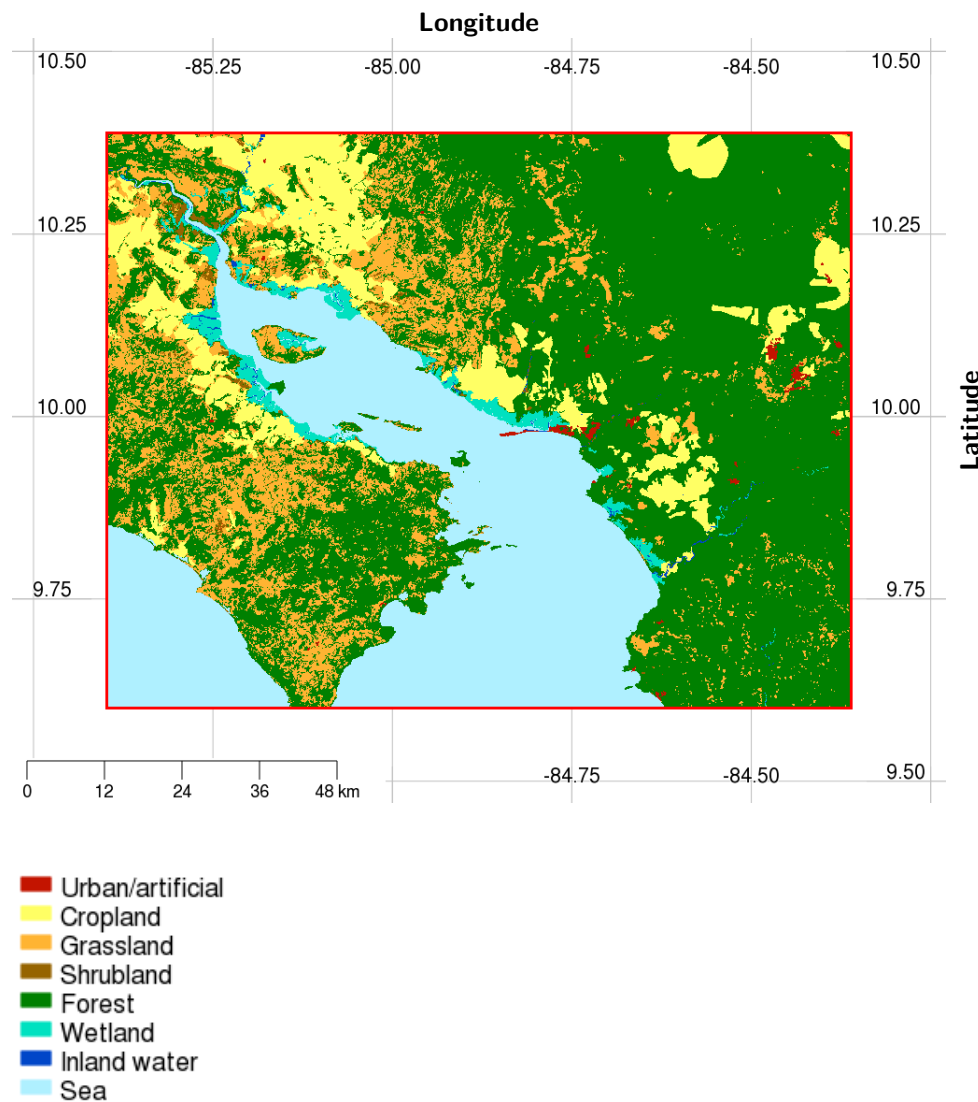 Longitude
10.50 -85.25 -85.00 -84.75 -84.50 10.50
10.25 10.25
10.00 10.00
Latitude
9.75 9.75
-84.75 -84.50 9.50
0 12 24 36 48 km
Urban/artificial
Cropland
Grassland
Shrubland
Forest
Wetland
Inland water
Sea